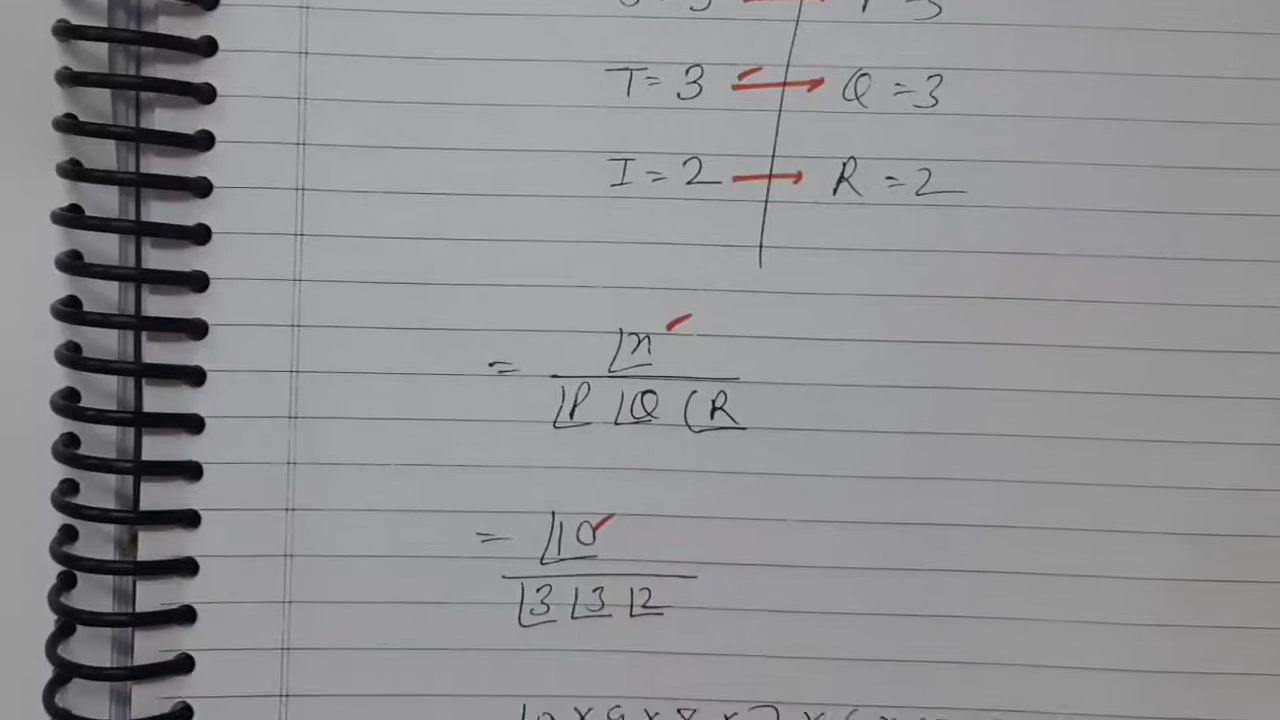 T = 3 ⟶ Q = 3
I = 2 ⟶ R = 2
= ⌊n
⌊P ⌊Q ⌊R
= ⌊10
⌊3 ⌊3 ⌊2